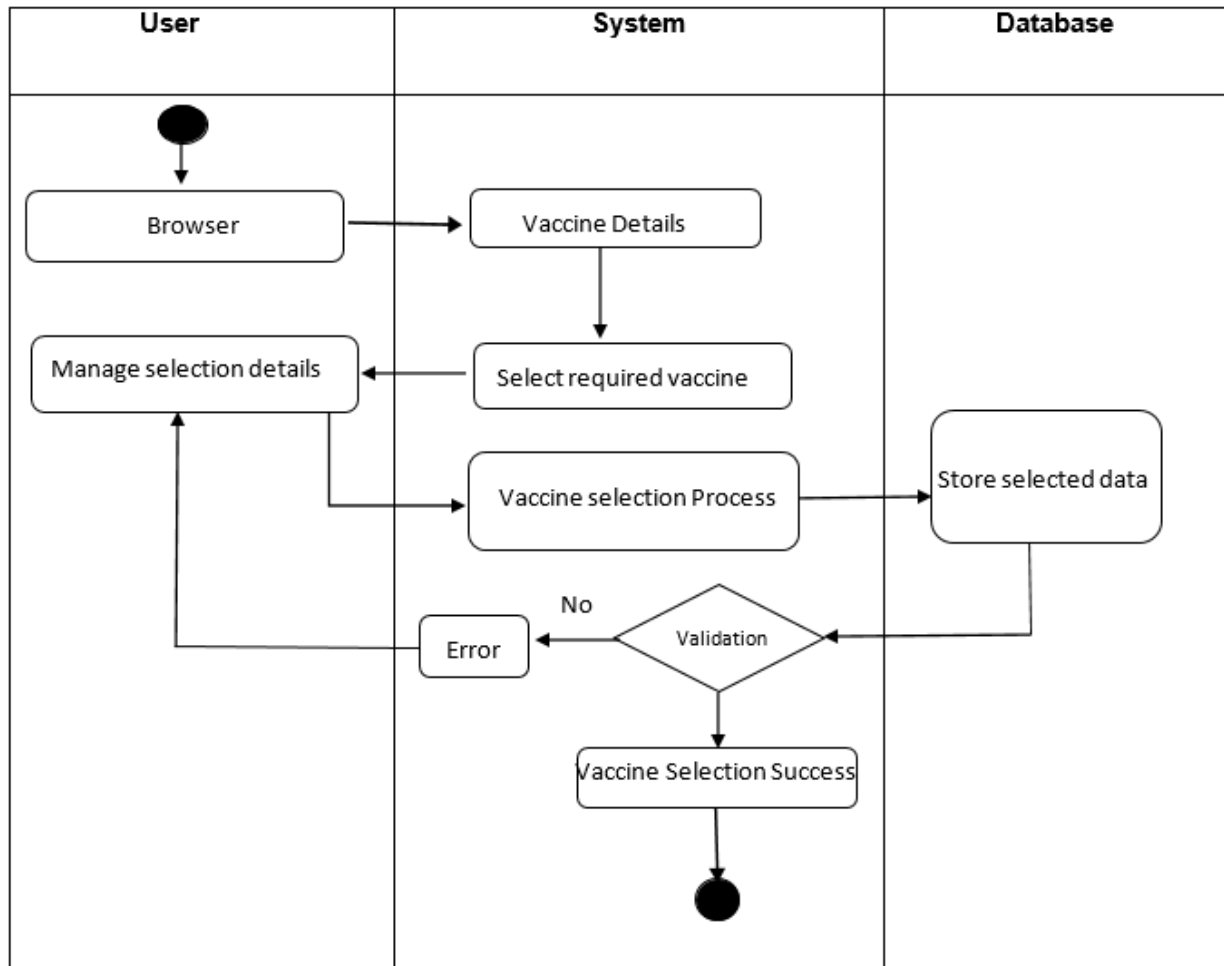 User
System
Database
Browser
Vaccine Details
Manage selection details
Select required vaccine
Vaccine selection Process
Store selected data
No
Validation
Error
Vaccine Selection Success